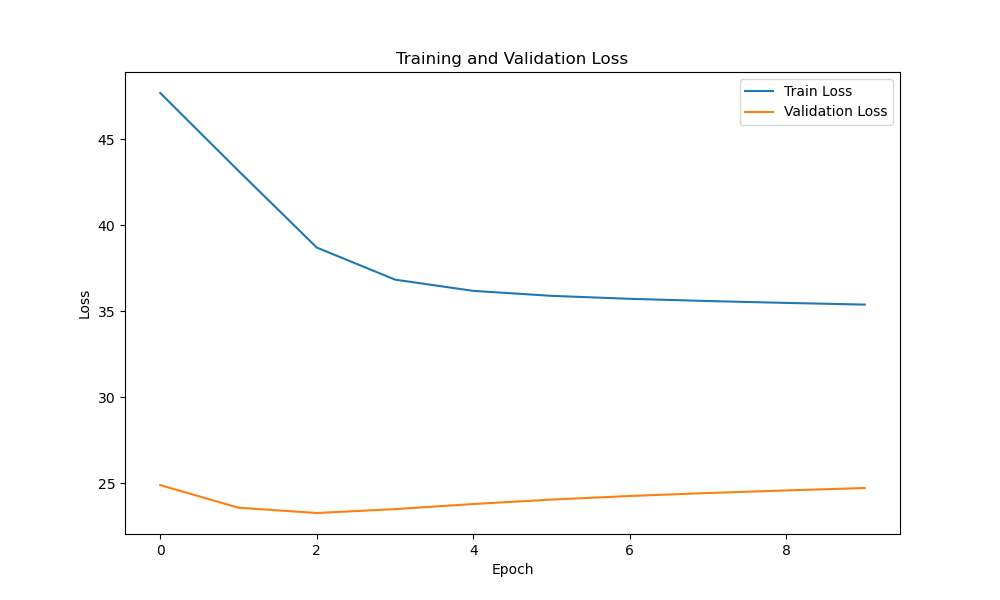 Training and Validation Loss
Train Loss
Validation Loss
45
40
35
30
25
Loss
0 2 4 6 8
Epoch